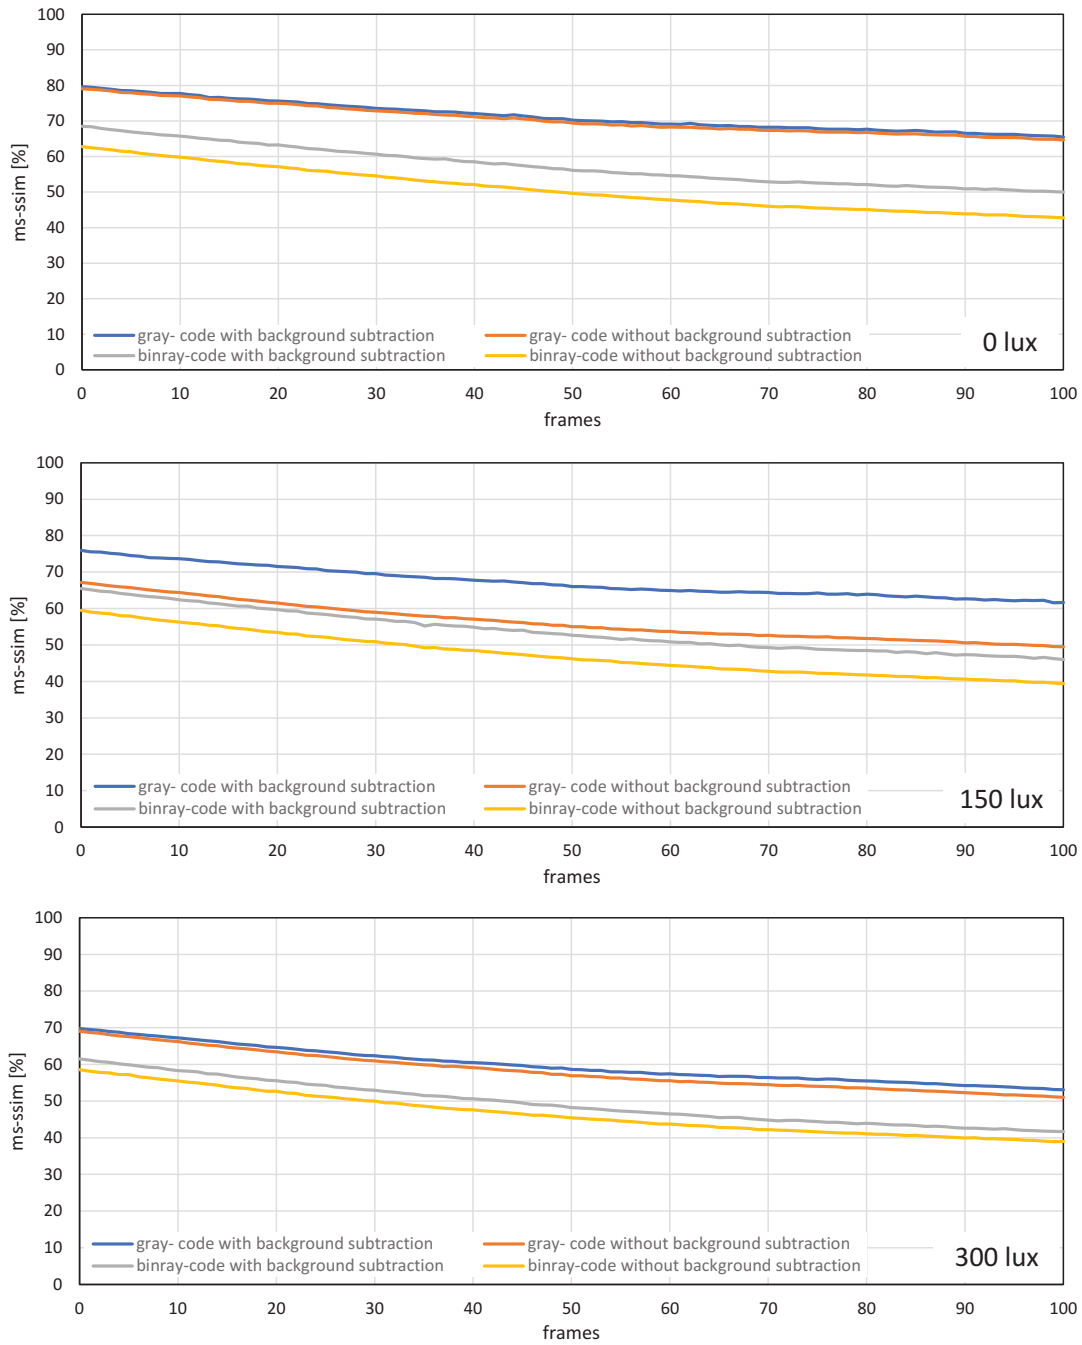 100
90
80
70
60
50
40
30
20
10
0
ms-ssim [%]
gray- code with background subtraction gray- code without background subtraction
binray-code with background subtraction binray-code without background subtraction
0 lux
0 10 20 30 40 50 60 70 80 90 100
frames
100
90
80
70
60
50
40
30
20
10
0
ms-ssim [%]
gray- code with background subtraction gray- code without background subtraction
binray-code with background subtraction binray-code without background subtraction
150 lux
0 10 20 30 40 50 60 70 80 90 100
frames
100
90
80
70
60
50
40
30
20
10
0
ms-ssim [%]
gray- code with background subtraction gray- code without background subtraction
binray-code with background subtraction binray-code without background subtraction
300 lux
0 10 20 30 40 50 60 70 80 90 100
frames